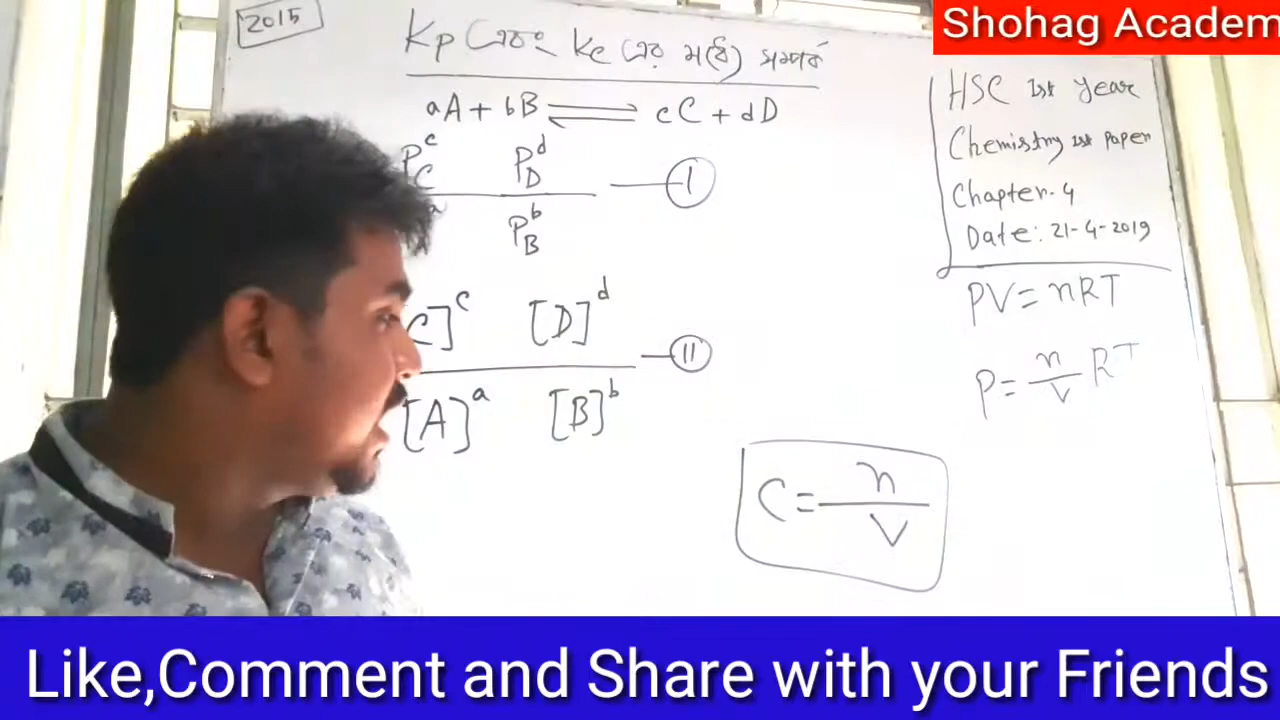 Shohag Academ
2015
Kp এবং Kc এর মধ্যে সম্পর্ক
aA + bB ⇌ cC + dD
P_C^c P_D^d
P_B^b
I
C]^c [D]^d
[A]^a [B]^b
II
HSC 1st year
Chemistry 1st Paper
Chapter-4
Date: 21-4-2019
PV = nRT
P = n/V RT
C = n/V
Like,Comment and Share with your Friends